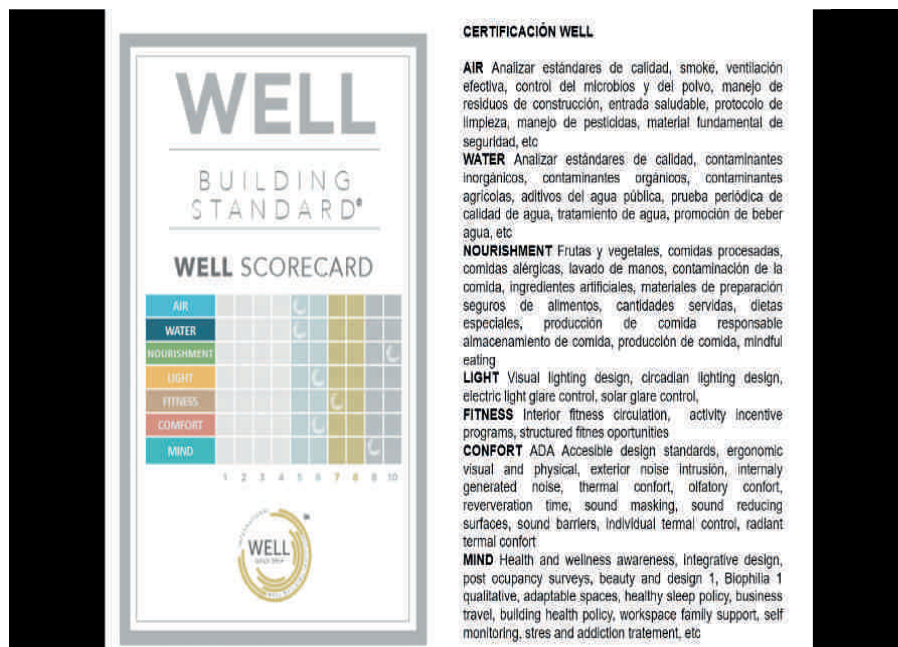 WELL
BUILDING
STANDARD®
WELL SCORECARD
AIR
WATER
NOURISHMENT
LIGHT
FITNESS
COMFORT
MIND
1 2 3 4 5 6 7 8 9 10
WELL
CERTIFICACIÓN WELL
AIR Analizar estándares de calidad, smoke, ventilación
efectiva, control del microbios y del polvo, manejo de
residuos de construcción, entrada saludable, protocolo de
limpieza, manejo de pesticidas, material fundamental de
seguridad, etc
WATER Analizar estándares de calidad, contaminantes
inorgánicos, contaminantes orgánicos, contaminantes
agrícolas, aditivos del agua pública, prueba periódica de
calidad de agua, tratamiento de agua, promoción de beber
agua, etc
NOURISHMENT Frutas y vegetales, comidas procesadas,
comidas alérgicas, lavado de manos, contaminación de la
comida, ingredientes artificiales, materiales de preparación
seguros de alimentos, cantidades servidas, dietas
especiales, producción de comida responsable
almacenamiento de comida, producción de comida, mindful
eating
LIGHT Visual lighting design, circadian lighting design,
electric light glare control, solar glare control,
FITNESS Interior fitness circulation, activity incentive
programs, structured fitnes oportunities
CONFORT ADA Accesible design standards, ergonomic
visual and physical, exterior noise intrusión, internaly
generated noise, thermal confort, olfatory confort,
reververation time, sound masking, sound reducing
surfaces, sound barriers, individual termal control, radiant
termal confort
MIND Health and wellness awareness, integrative design,
post ocupancy surveys, beauty and design 1, Biophilia 1
qualitative, adaptable spaces, healthy sleep policy, business
travel, building health policy, workspace family support, self
monitoring, stres and addiction tratement, etc